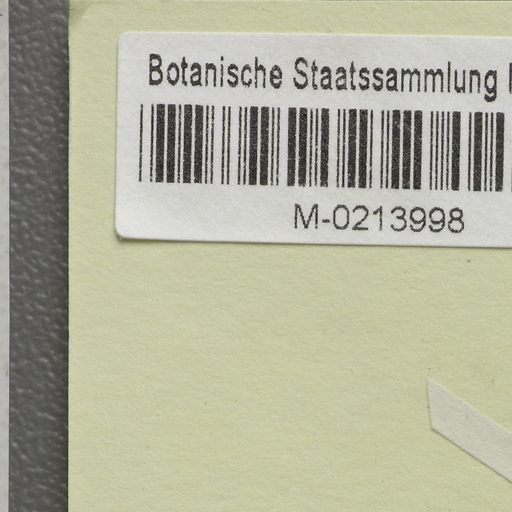 Botanische Staatssammlung
M-0213998